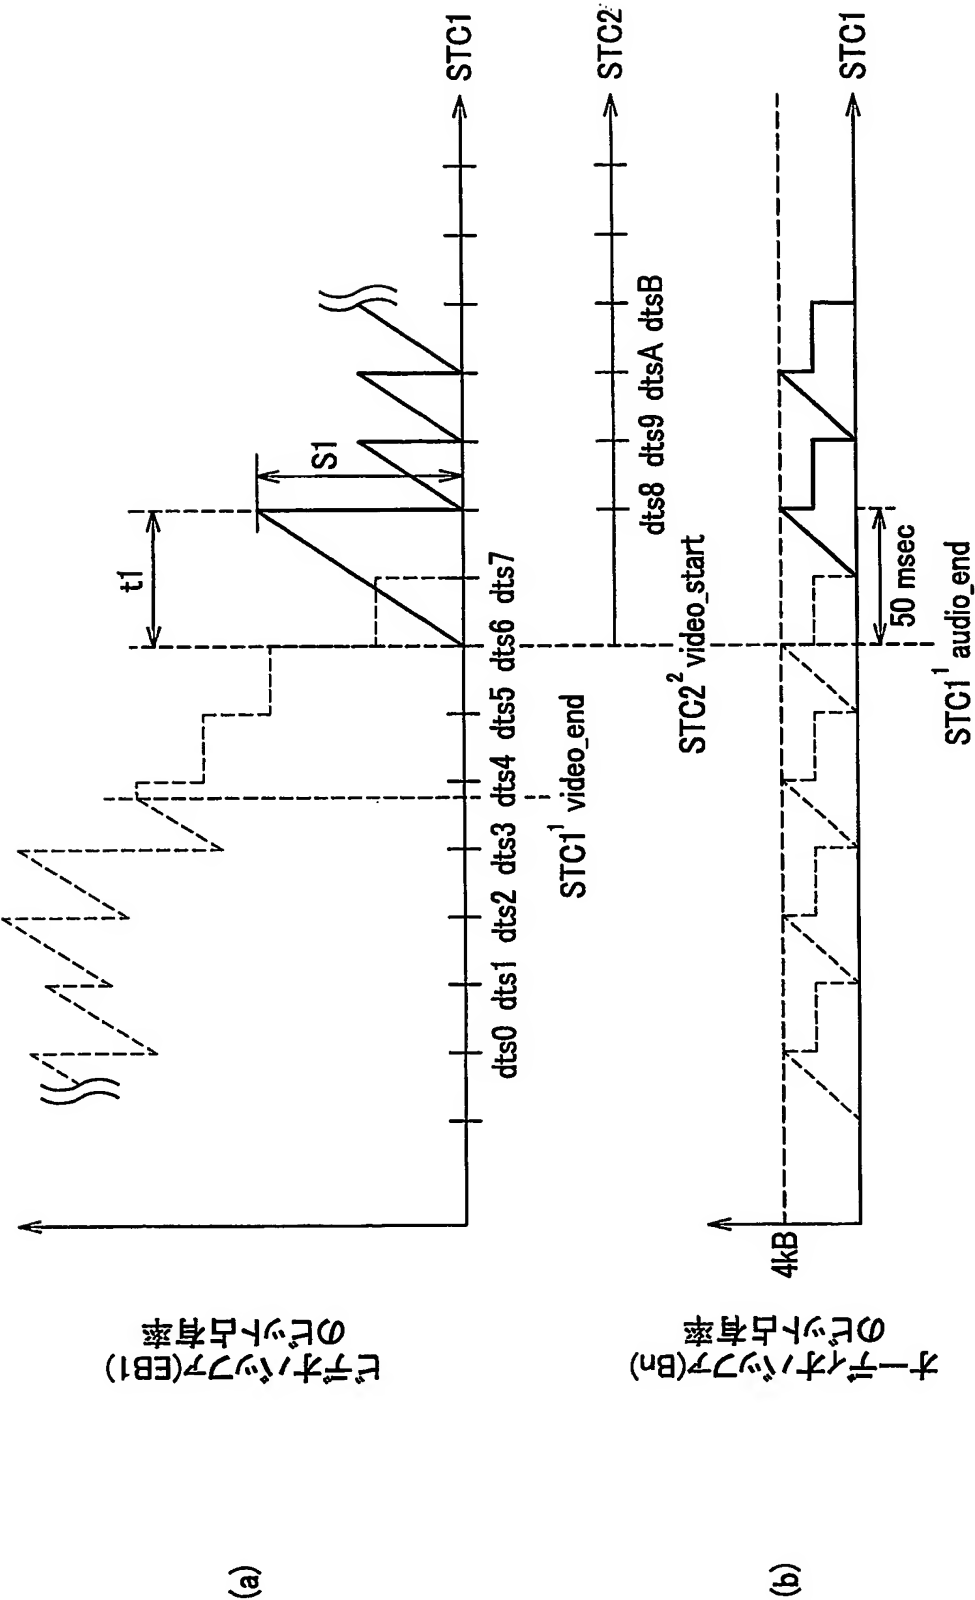 (a)
ビデオバッファ(EB1)
のビット占有率
t1
S1
STC1
dts0 dts1 dts2 dts3 dts4 dts5 dts6 dts7
STC1¹ video_end
dts8 dts9 dtsA dtsB
STC2
STC2² video_start
(b)
オーディオバッファ(Bn)
のビット占有率
4kB
STC1
50 msec
STC1¹ audio_end